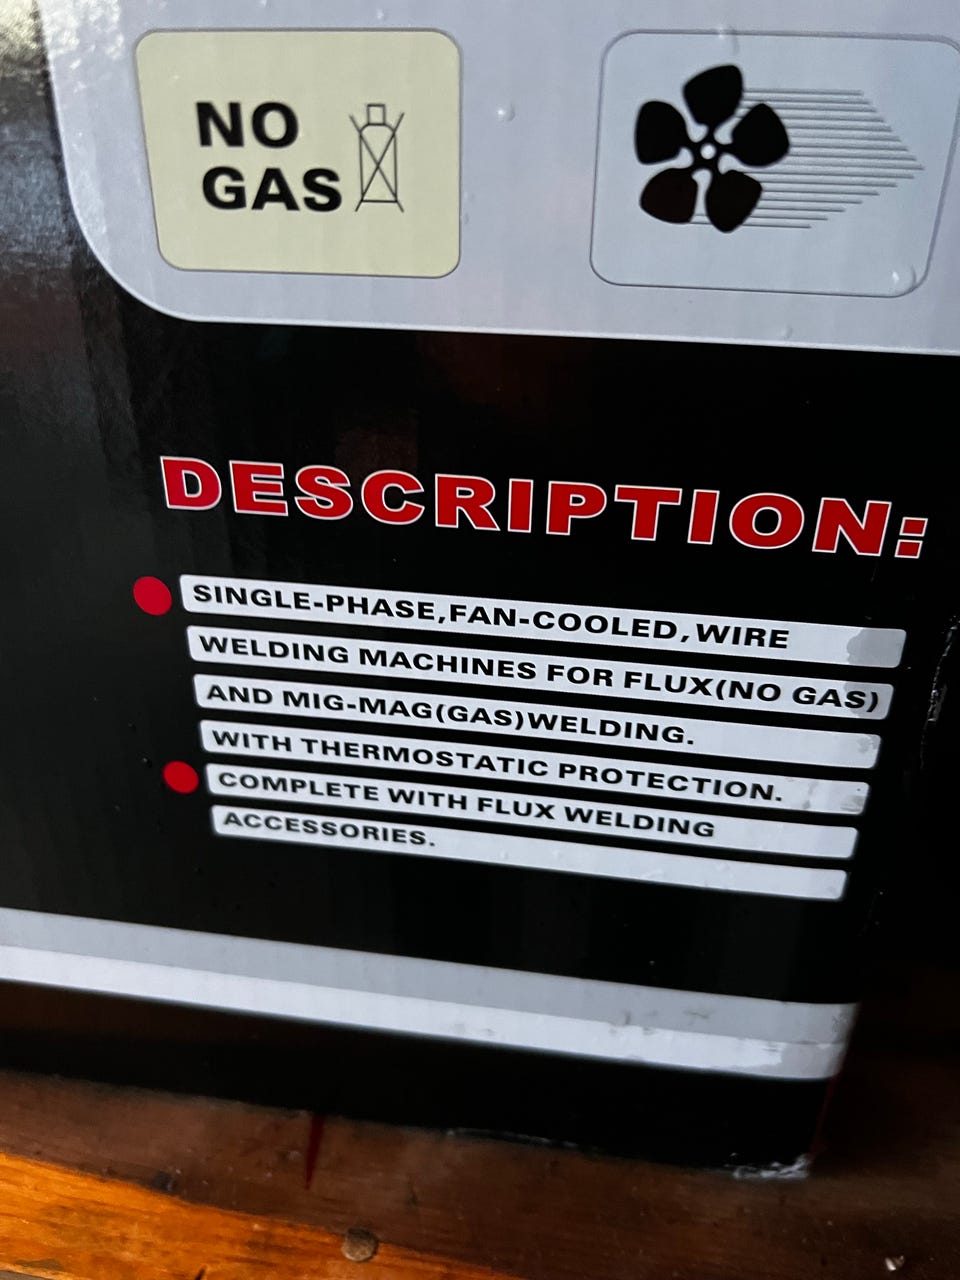 NO
GAS
DESCRIPTION:
SINGLE-PHASE,FAN-COOLED,WIRE
WELDING MACHINES FOR FLUX(NO GAS)
AND MIG-MAG(GAS)WELDING.
WITH THERMOSTATIC PROTECTION.
COMPLETE WITH FLUX WELDING
ACCESSORIES.